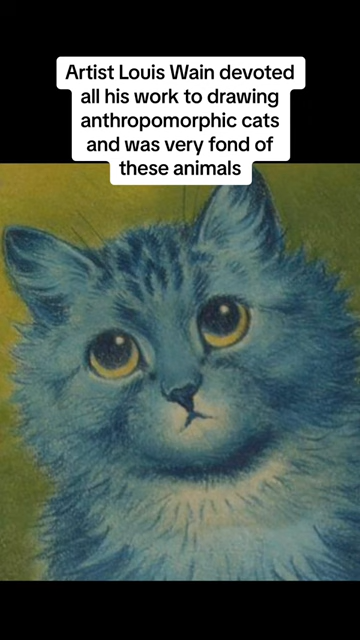 Artist Louis Wain devoted
all his work to drawing
anthropomorphic cats
and was very fond of
these animals